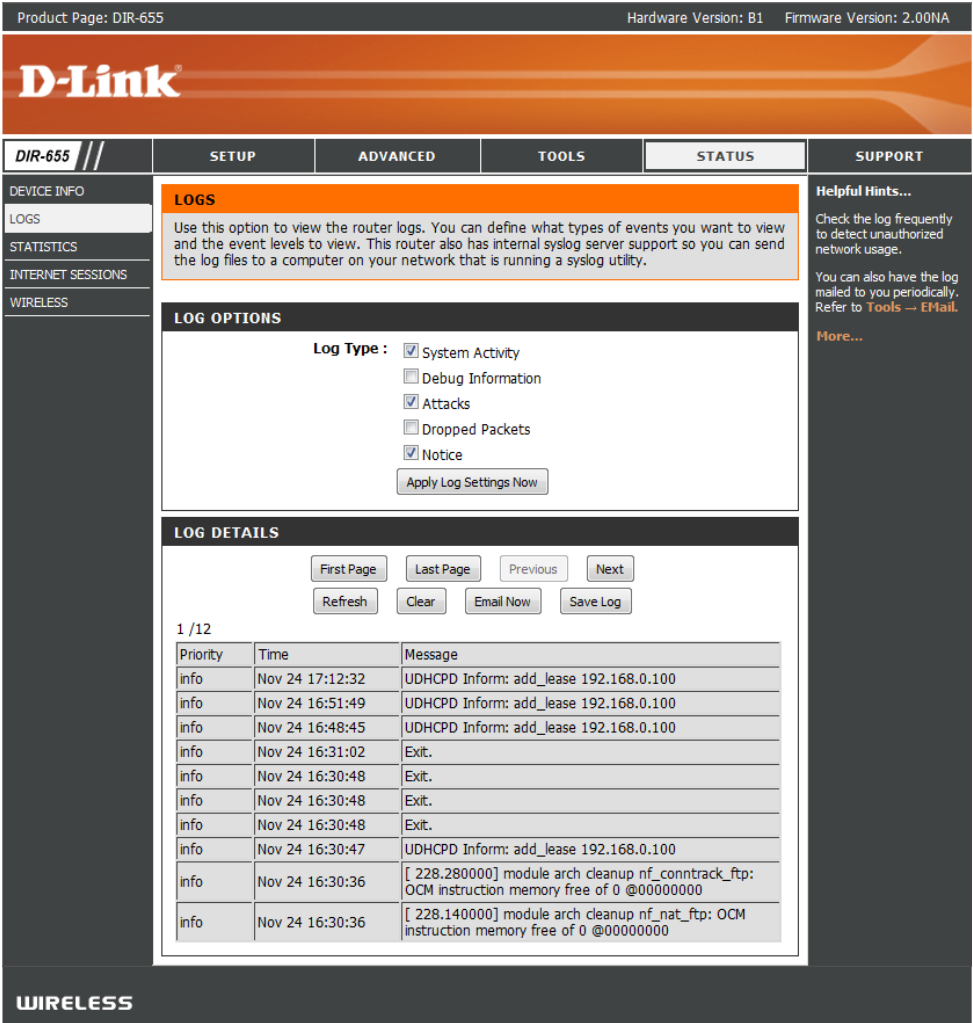 Product Page: DIR-655 Hardware Version: B1 Firmware Version: 2.00NA
D-Link®
DIR-655 SETUP ADVANCED TOOLS STATUS SUPPORT
DEVICE INFO
LOGS
STATISTICS
INTERNET SESSIONS
WIRELESS
LOGS
Use this option to view the router logs. You can define what types of events you want to view
and the event levels to view. This router also has internal syslog server support so you can send
the log files to a computer on your network that is running a syslog utility.
LOG OPTIONS
Log Type : System Activity
Debug Information
Attacks
Dropped Packets
Notice
Apply Log Settings Now
LOG DETAILS
First Page Last Page Previous Next
Refresh Clear Email Now Save Log
1 /12
Priority Time Message
info Nov 24 17:12:32 UDHCPD Inform: add_lease 192.168.0.100
info Nov 24 16:51:49 UDHCPD Inform: add_lease 192.168.0.100
info Nov 24 16:48:45 UDHCPD Inform: add_lease 192.168.0.100
info Nov 24 16:31:02 Exit.
info Nov 24 16:30:48 Exit.
info Nov 24 16:30:48 Exit.
info Nov 24 16:30:48 Exit.
info Nov 24 16:30:47 UDHCPD Inform: add_lease 192.168.0.100
info Nov 24 16:30:36 [ 228.280000] module arch cleanup nf_conntrack_ftp:
OCM instruction memory free of 0 @00000000
info Nov 24 16:30:36 [ 228.140000] module arch cleanup nf_nat_ftp: OCM
instruction memory free of 0 @00000000
Helpful Hints...
Check the log frequently
to detect unauthorized
network usage.
You can also have the log
mailed to you periodically.
Refer to Tools → EMail.
More...
WIRELESS